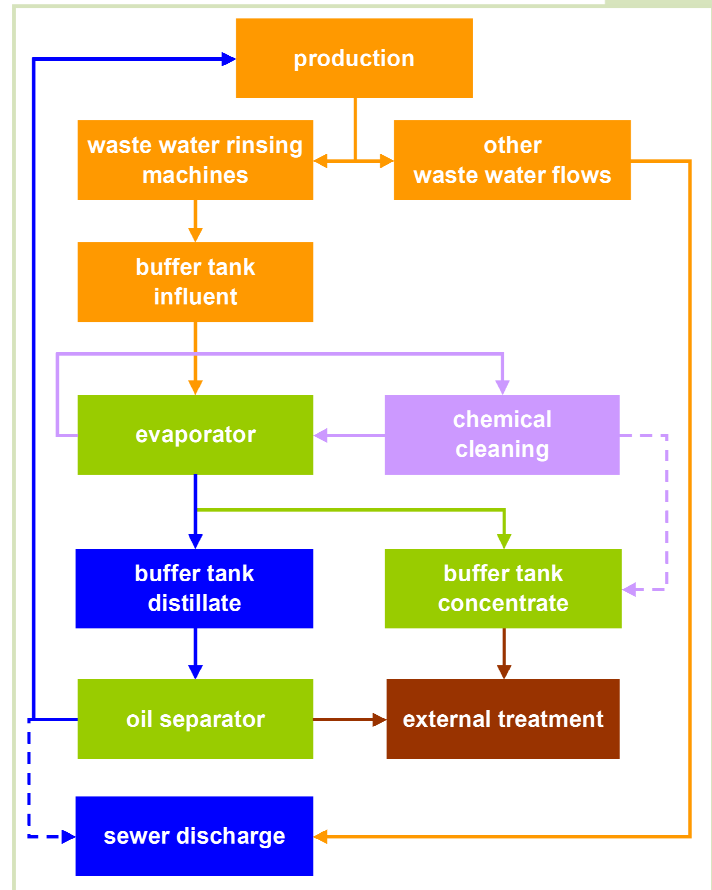 production
waste water rinsing
machines
other
waste water flows
buffer tank
influent
evaporator
chemical
cleaning
buffer tank
distillate
buffer tank
concentrate
oil separator
external treatment
sewer discharge